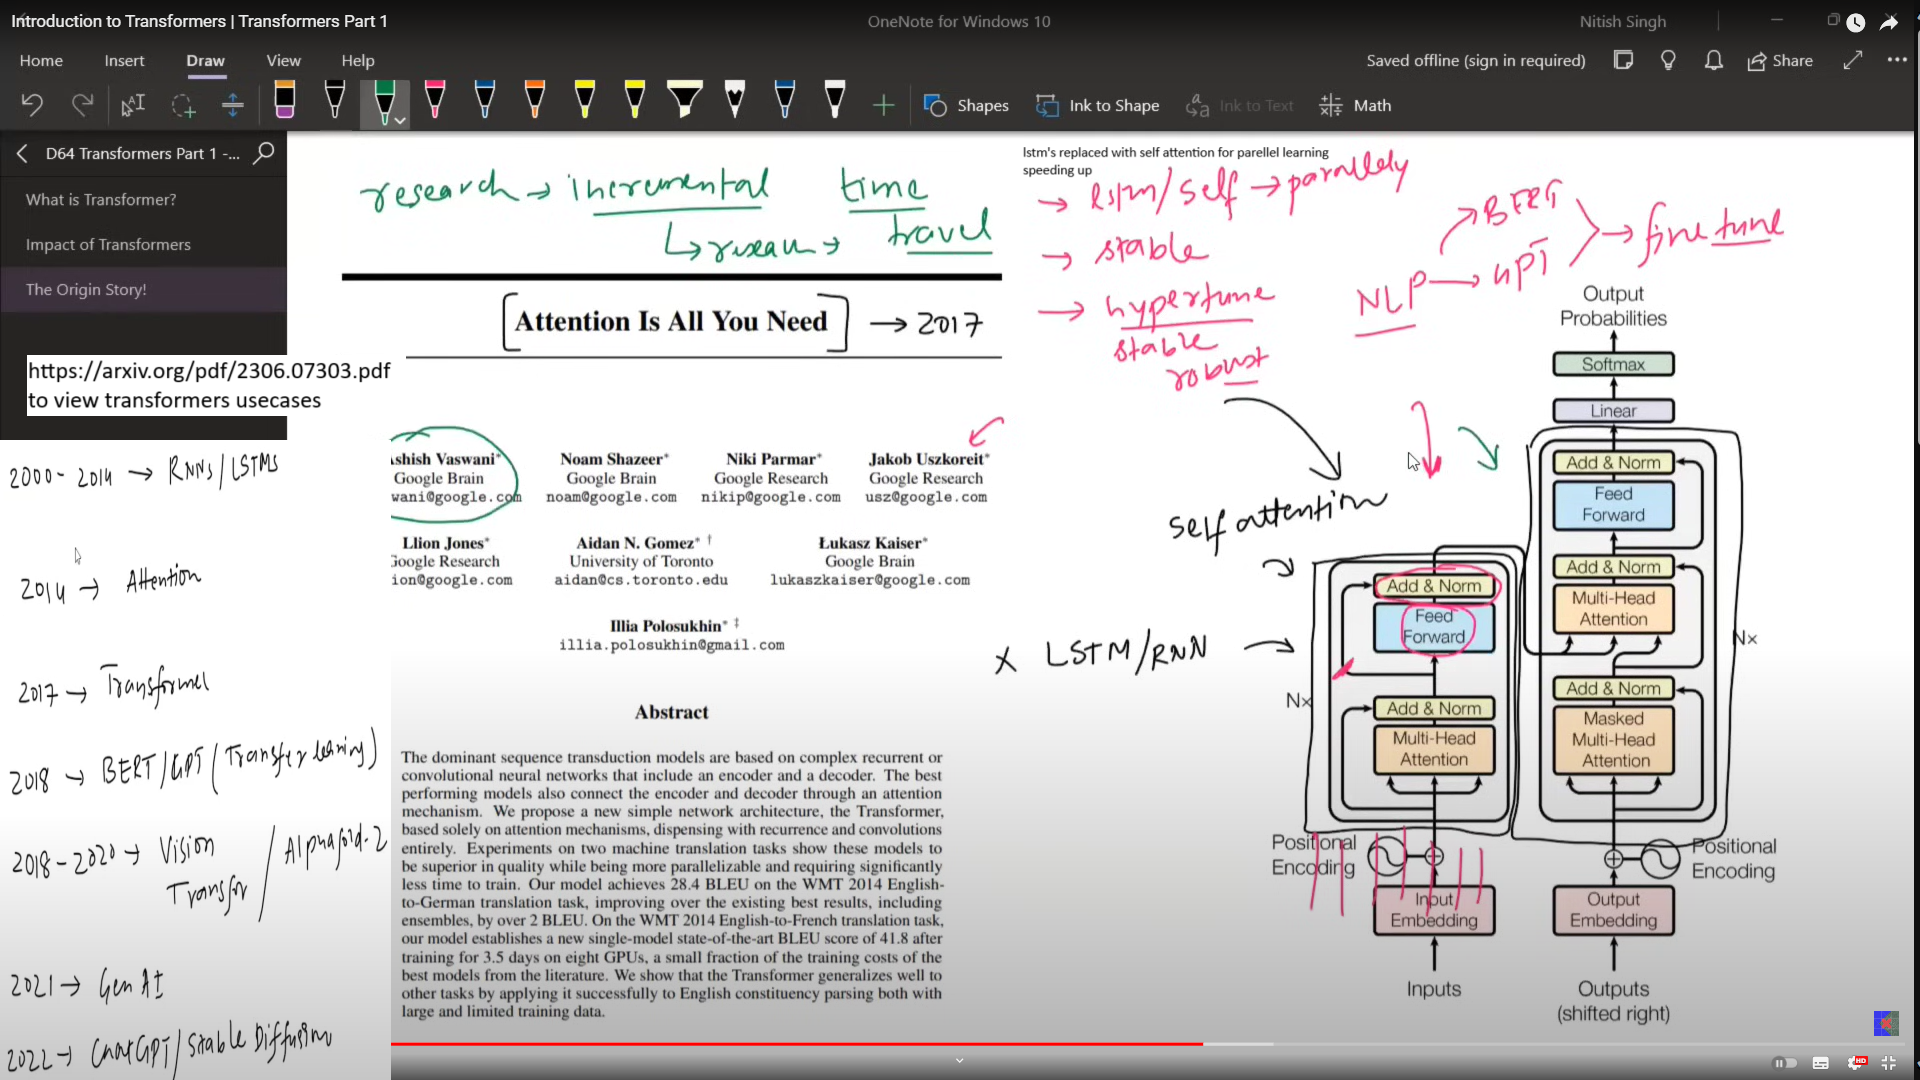 Introduction to Transformers | Transformers Part 1
OneNote for Windows 10
Nitish Singh
Home Insert Draw View Help
Saved offline (sign in required) Share
Shapes Ink to Shape Ink to Text Math
D64 Transformers Part 1 -...
What is Transformer?
Impact of Transformers
The Origin Story!
https://arxiv.org/pdf/2306.07303.pdf
to view transformers usecases
2000-2014 → RNNs/LSTMs
2014 → Attention
2017 → Transformer
2018 → BERT/GPT (Transfer learning)
2018-2020 → Vision
Transfor / Alphafold-2
2021 → Gen AI
2022 → ChatGPT/Stable Diffusion
research → incremental time
travel
[Attention Is All You Need] → 2017
shish Vaswani*
Google Brain
wani@google.com
Noam Shazeer*
Google Brain
noam@google.com
Niki Parmar*
Google Research
nikip@google.com
Jakob Uszkoreit*
Google Research
usz@google.com
Llion Jones*
Google Research
ion@google.com
Aidan N. Gomez* †
University of Toronto
aidan@cs.toronto.edu
Łukasz Kaiser*
Google Brain
lukaszkaiser@google.com
Illia Polosukhin* ‡
illia.polosukhin@gmail.com
Abstract
The dominant sequence transduction models are based on complex recurrent or
convolutional neural networks that include an encoder and a decoder. The best
performing models also connect the encoder and decoder through an attention
mechanism. We propose a new simple network architecture, the Transformer,
based solely on attention mechanisms, dispensing with recurrence and convolutions
entirely. Experiments on two machine translation tasks show these models to
be superior in quality while being more parallelizable and requiring significantly
less time to train. Our model achieves 28.4 BLEU on the WMT 2014 English-
to-German translation task, improving over the existing best results, including
ensembles, by over 2 BLEU. On the WMT 2014 English-to-French translation task,
our model establishes a new single-model state-of-the-art BLEU score of 41.8 after
training for 3.5 days on eight GPUs, a small fraction of the training costs of the
best models from the literature. We show that the Transformer generalizes well to
other tasks by applying it successfully to English constituency parsing both with
large and limited training data.
lstm's replaced with self attention for parellel learning
speeding up
→ lstm/self → parallely
→ stable
→ hypertune
stable
robust
NLP → GPT
→ BERT
→ fine tune
self attention
x LSTM/RNN →
Output
Probabilities
Softmax
Linear
Add & Norm
Feed
Forward
Add & Norm
Multi-Head
Attention
Nx
Add & Norm
Masked
Multi-Head
Attention
Positional
Encoding
Output
Embedding
Outputs
(shifted right)
Add & Norm
Feed
Forward
Nx
Add & Norm
Multi-Head
Attention
Positional
Encoding
Input
Embedding
Inputs
HD